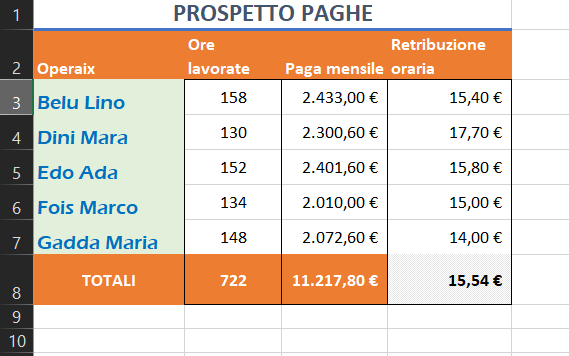 1 PROSPETTO PAGHE
2 Operaix Ore lavorate Paga mensile Retribuzione oraria
3 Belu Lino 158 2.433,00 € 15,40 €
4 Dini Mara 130 2.300,60 € 17,70 €
5 Edo Ada 152 2.401,60 € 15,80 €
6 Fois Marco 134 2.010,00 € 15,00 €
7 Gadda Maria 148 2.072,60 € 14,00 €
8 TOTALI 722 11.217,80 € 15,54 €
9
10